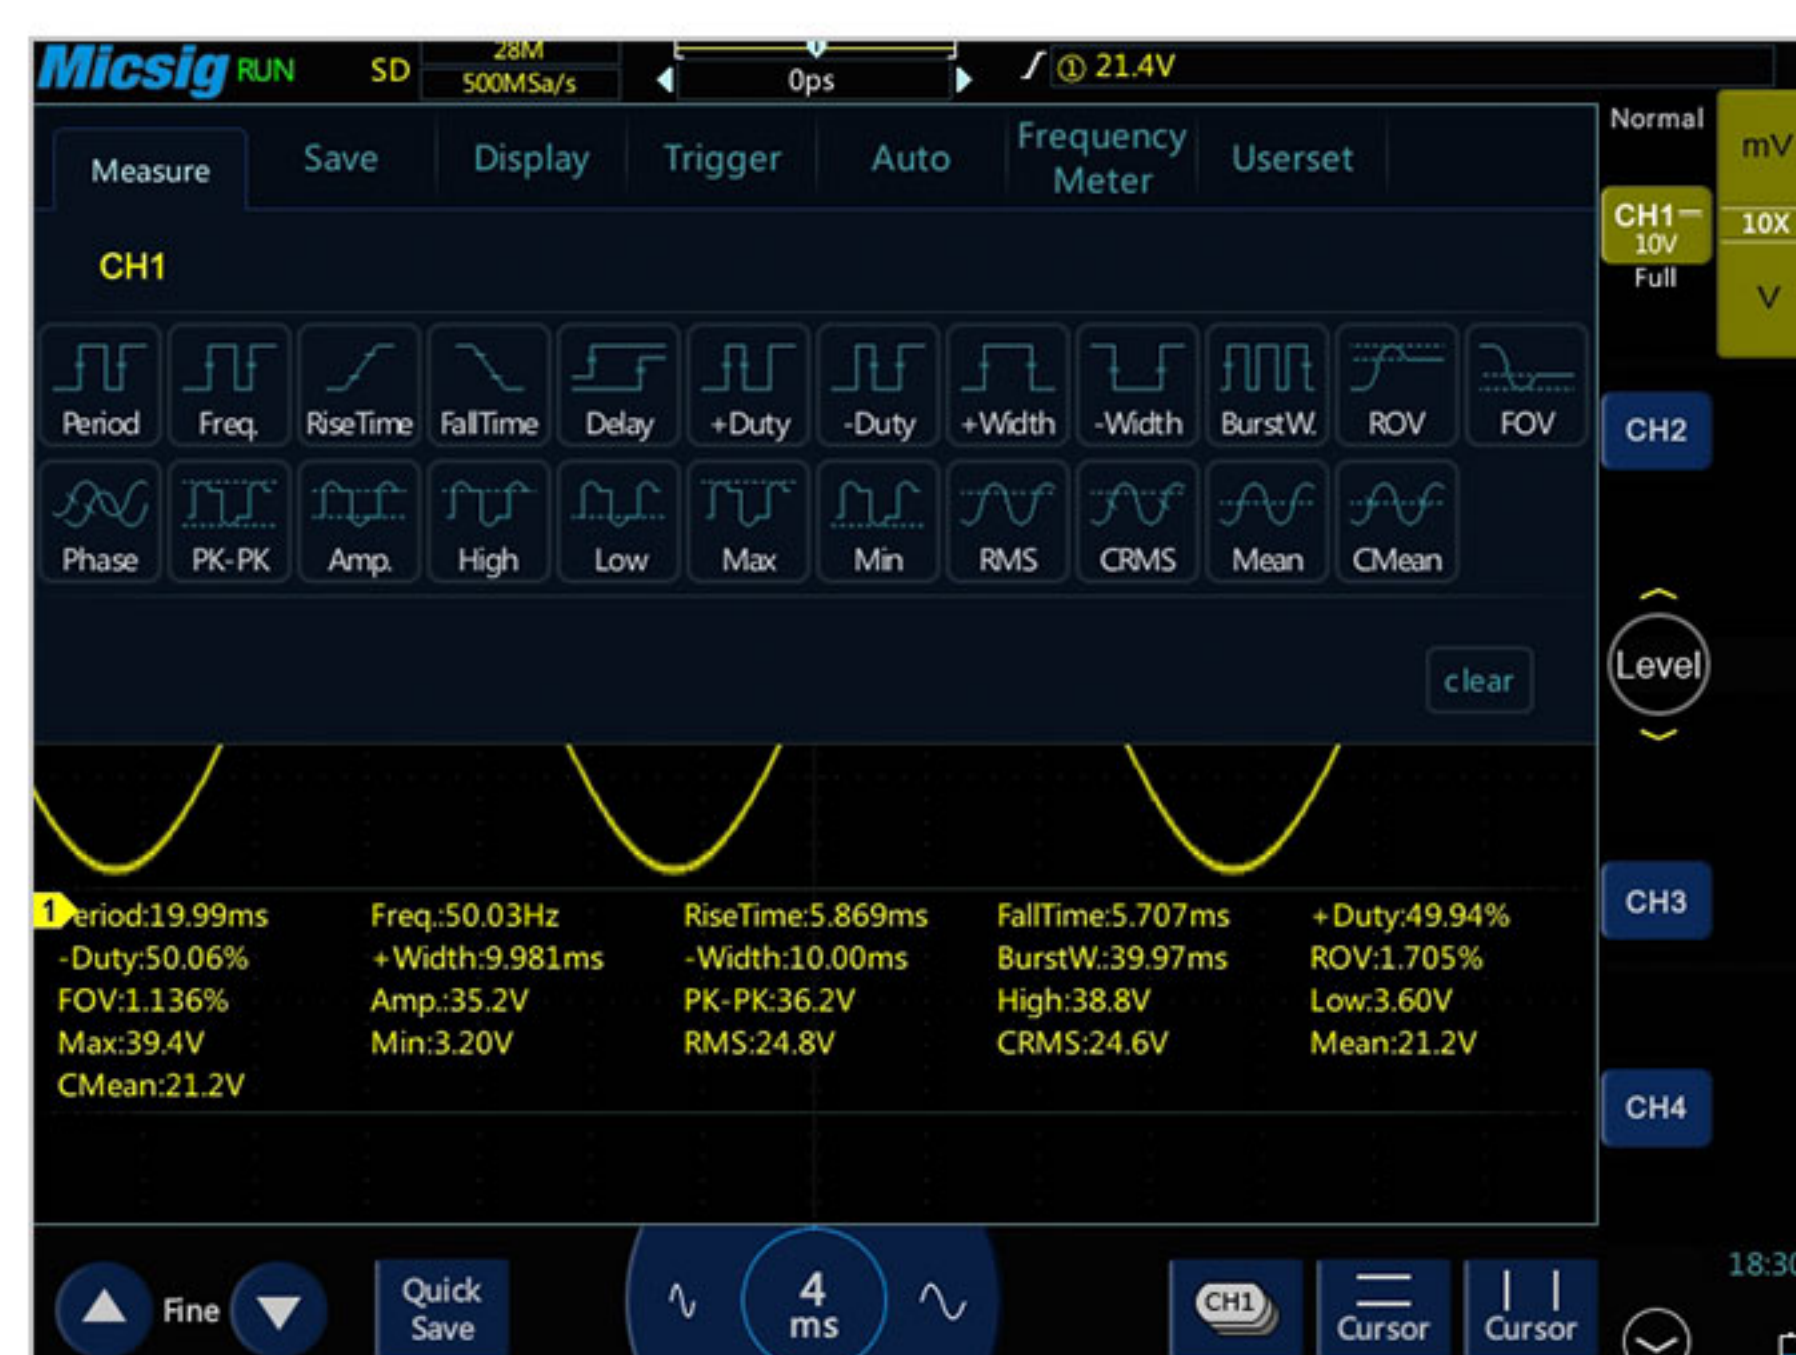 Micsig RUN SD 28M 500MSa/s 0ps ① 21.4V
Measure Save Display Trigger Auto Frequency Meter Userset
Normal
mV
CH1
10V
Full
10X
V
CH1
Period Freq. RiseTime FallTime Delay +Duty -Duty +Width -Width BurstW. ROV FOV
CH2
Phase PK-PK Amp. High Low Max Min RMS CRMS Mean CMean
Level
clear
1
eriod:19.99ms Freq.:50.03Hz RiseTime:5.869ms FallTime:5.707ms +Duty:49.94%
-Duty:50.06% +Width:9.981ms -Width:10.00ms BurstW.:39.97ms ROV:1.705%
FOV:1.136% Amp.:35.2V PK-PK:36.2V High:38.8V Low:3.60V
Max:39.4V Min:3.20V RMS:24.8V CRMS:24.6V Mean:21.2V
CMean:21.2V
CH3
CH4
Fine
Quick
Save
4
ms
CH1
Cursor
Cursor
18:30